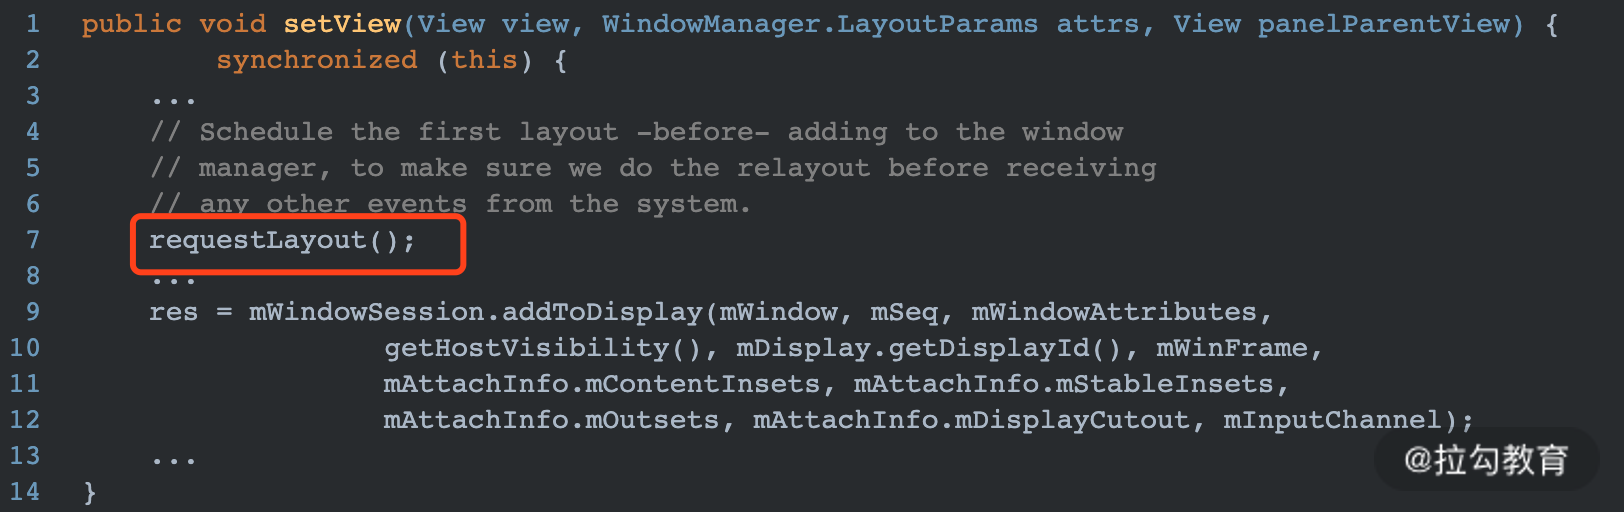 1 public void setView(View view, WindowManager.LayoutParams attrs, View panelParentView) {
2 synchronized (this) {
3 ...
4 // Schedule the first layout -before- adding to the window
5 // manager, to make sure we do the relayout before receiving
6 // any other events from the system.
7 requestLayout();
8 ...
9 res = mWindowSession.addToDisplay(mWindow, mSeq, mWindowAttributes,
10 getHostVisibility(), mDisplay.getDisplayId(), mWinFrame,
11 mAttachInfo.mContentInsets, mAttachInfo.mStableInsets,
12 mAttachInfo.mOutsets, mAttachInfo.mDisplayCutout, mInputChannel);
13 ...
14 }
@拉勾教育